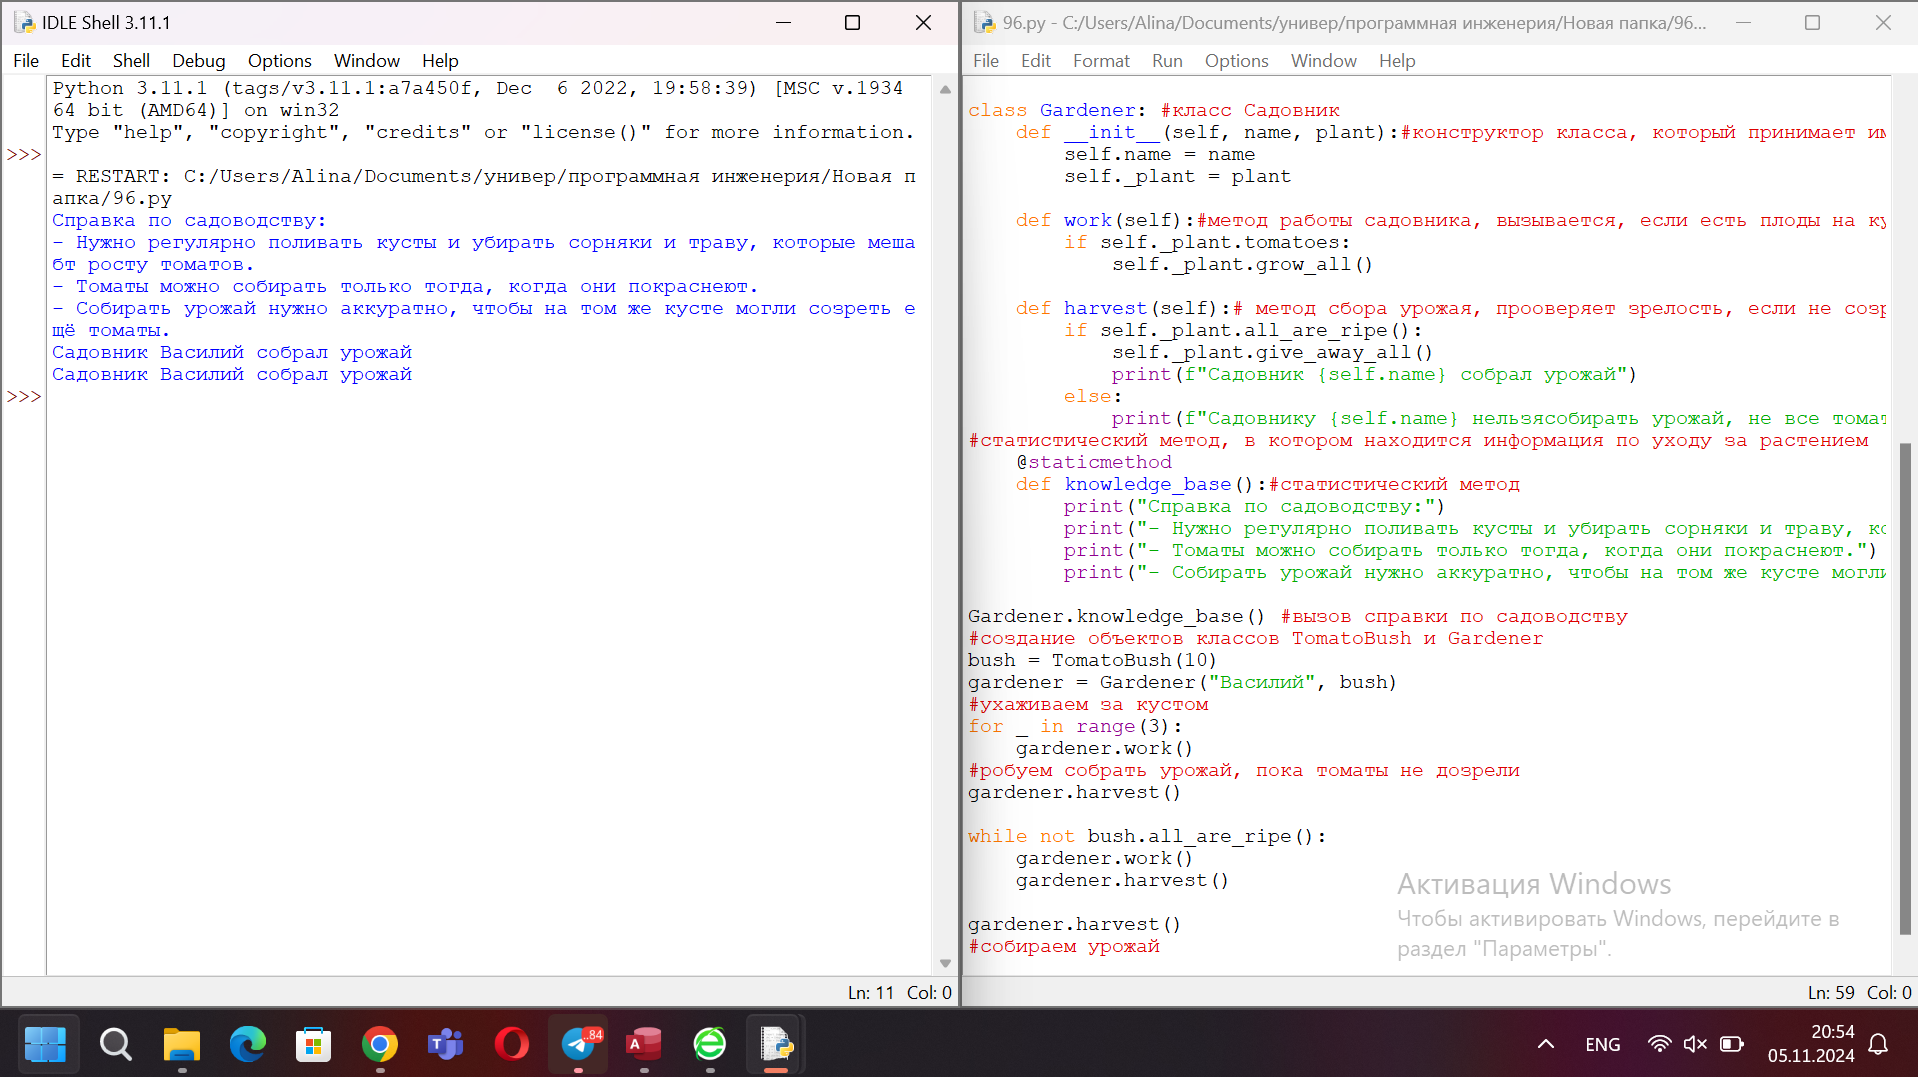 IDLE Shell 3.11.1
File Edit Shell Debug Options Window Help
Python 3.11.1 (tags/v3.11.1:a7a450f, Dec  6 2022, 19:58:39) [MSC v.1934
64 bit (AMD64)] on win32
Type "help", "copyright", "credits" or "license()" for more information.
>>>
= RESTART: C:/Users/Alina/Documents/универ/программная инженерия/Новая п
апка/96.py
Справка по садоводству:
- Нужно регулярно поливать кусты и убирать сорняки и траву, которые меша
бт росту томатов.
- Томаты можно собирать только тогда, когда они покраснеют.
- Собирать урожай нужно аккуратно, чтобы на том же кусте могли созреть е
щё томаты.
Садовник Василий собрал урожай
Садовник Василий собрал урожай
>>>
Ln: 11 Col: 0
96.py - C:/Users/Alina/Documents/универ/программная инженерия/Новая папка/96...
File Edit Format Run Options Window Help
class Gardener: #класс Садовник
    def __init__(self, name, plant):#конструктор класса, который принимает им
        self.name = name
        self._plant = plant
    def work(self):#метод работы садовника, вызывается, если есть плоды на ку
        if self._plant.tomatoes:
            self._plant.grow_all()
    def harvest(self):# метод сбора урожая, прооверяет зрелость, если не созр
        if self._plant.all_are_ripe():
            self._plant.give_away_all()
            print(f"Садовник {self.name} собрал урожай")
        else:
            print(f"Садовнику {self.name} нельзясобирать урожай, не все томат
#статистический метод, в котором находится информация по уходу за растением
    @staticmethod
    def knowledge_base():#статистический метод
        print("Справка по садоводству:")
        print("- Нужно регулярно поливать кусты и убирать сорняки и траву, ко
        print("- Томаты можно собирать только тогда, когда они покраснеют.")
        print("- Собирать урожай нужно аккуратно, чтобы на том же кусте могли
Gardener.knowledge_base() #вызов справки по садоводству
#создание объектов классов TomatoBush и Gardener
bush = TomatoBush(10)
gardener = Gardener("Василий", bush)
#ухаживаем за кустом
for _ in range(3):
    gardener.work()
#робуем собрать урожай, пока томаты не дозрели
gardener.harvest()
while not bush.all_are_ripe():
    gardener.work()
    gardener.harvest()
gardener.harvest()
#собираем урожай
Активация Windows
Чтобы активировать Windows, перейдите в
раздел "Параметры".
Ln: 59 Col: 0
..84
ENG
20:54
05.11.2024